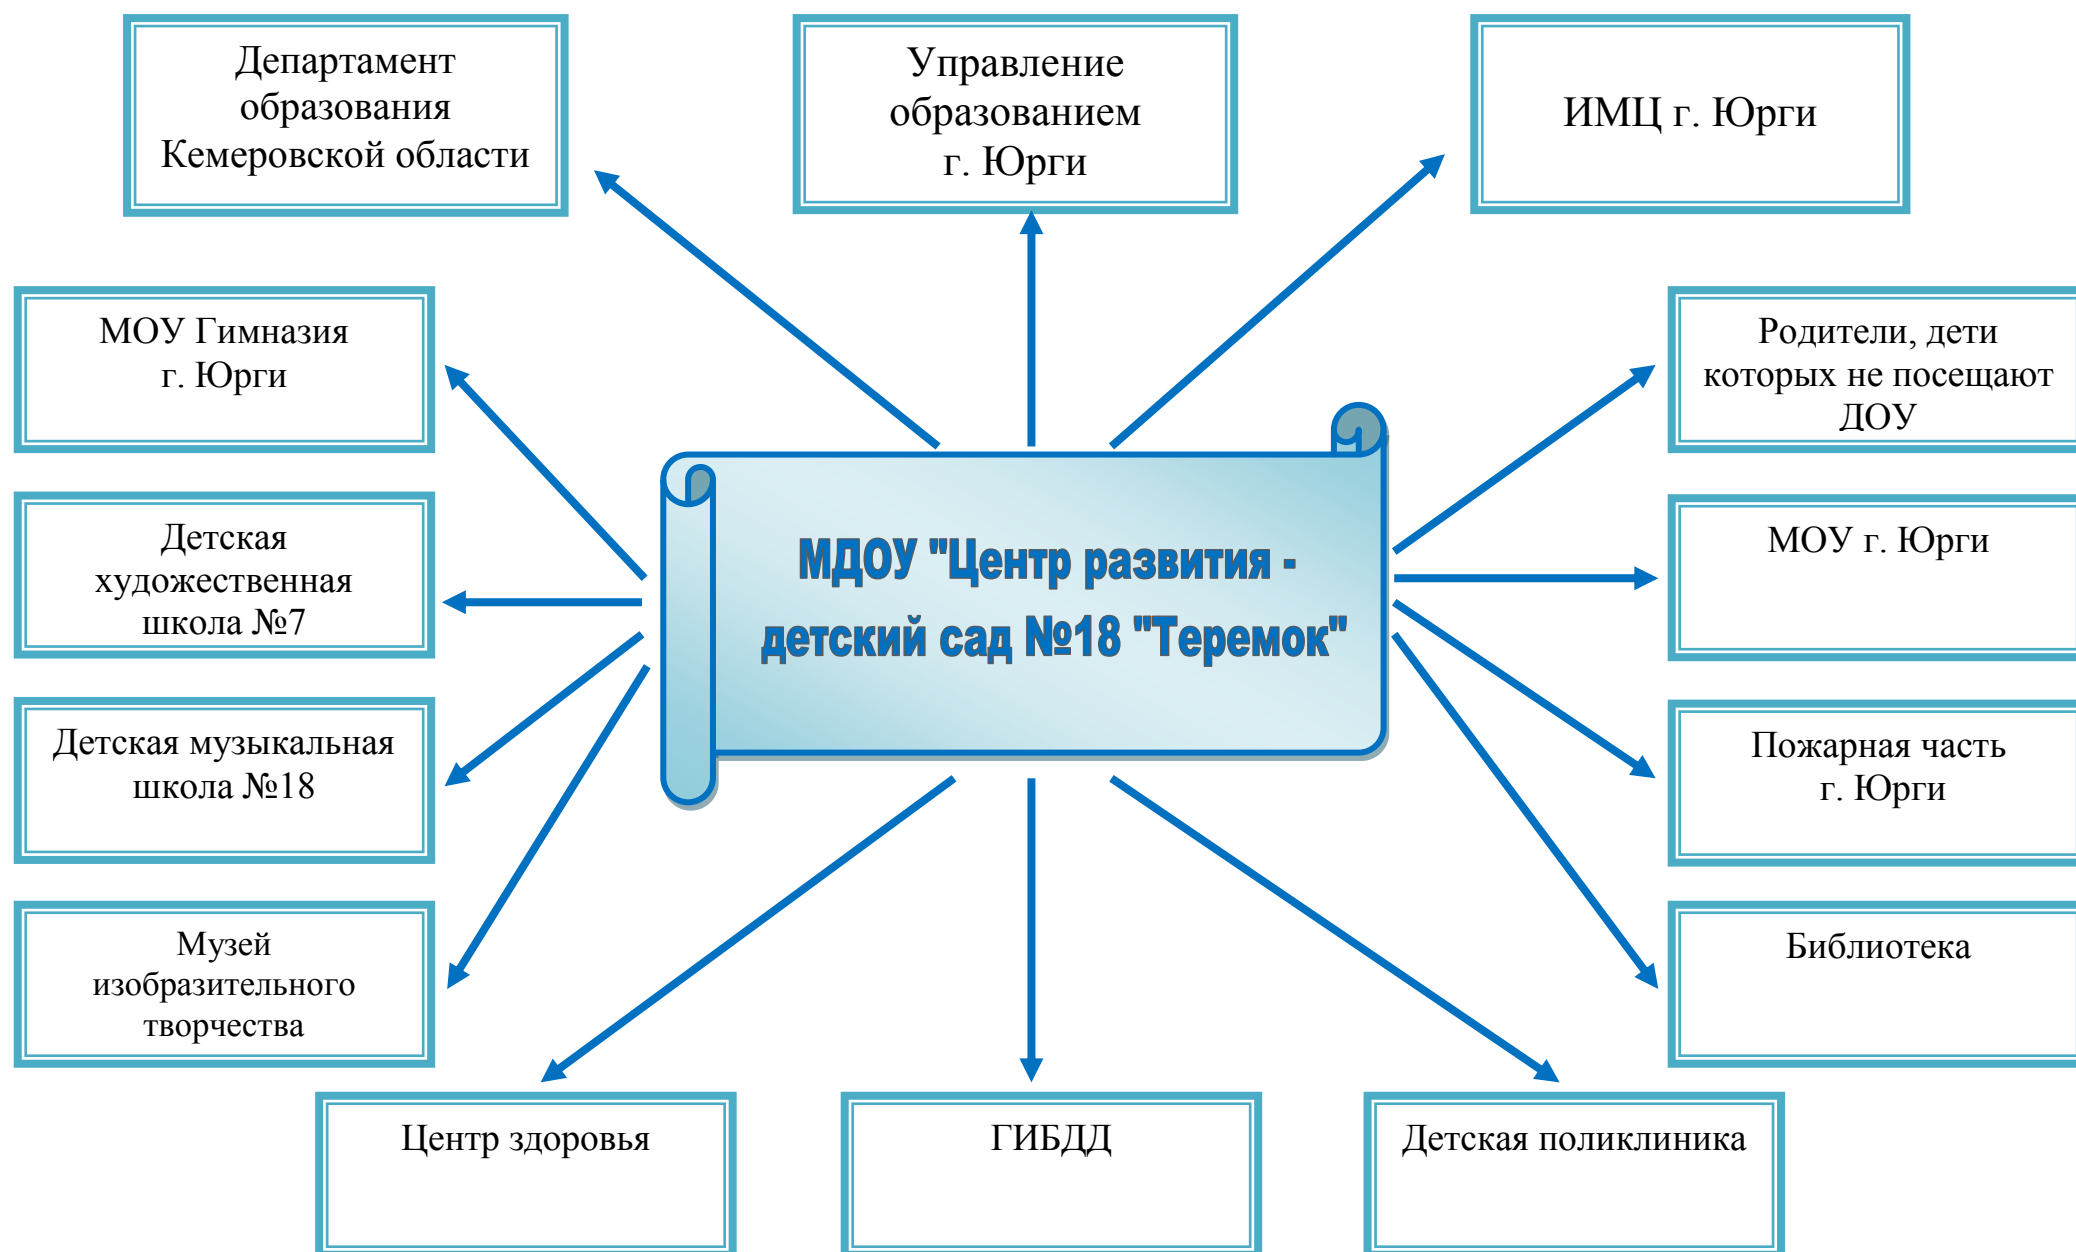 Департамент
образования
Кемеровской области
Управление
образованием
г. Юрги
ИМЦ г. Юрги
МОУ Гимназия
г. Юрги
Родители, дети
которых не посещают
ДОУ
Детская
художественная
школа №7
МОУ г. Юрги
МДОУ "Центр развития -
детский сад №18 "Теремок"
Детская музыкальная
школа №18
Пожарная часть
г. Юрги
Музей
изобразительного
творчества
Библиотека
Центр здоровья
ГИБДД
Детская поликлиника